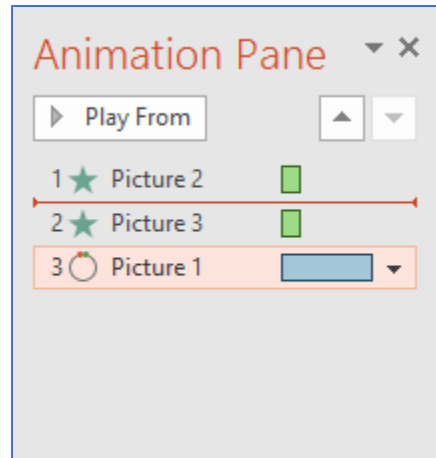 Animation Pane
Play From
1 Picture 2
2 Picture 3
3 Picture 1